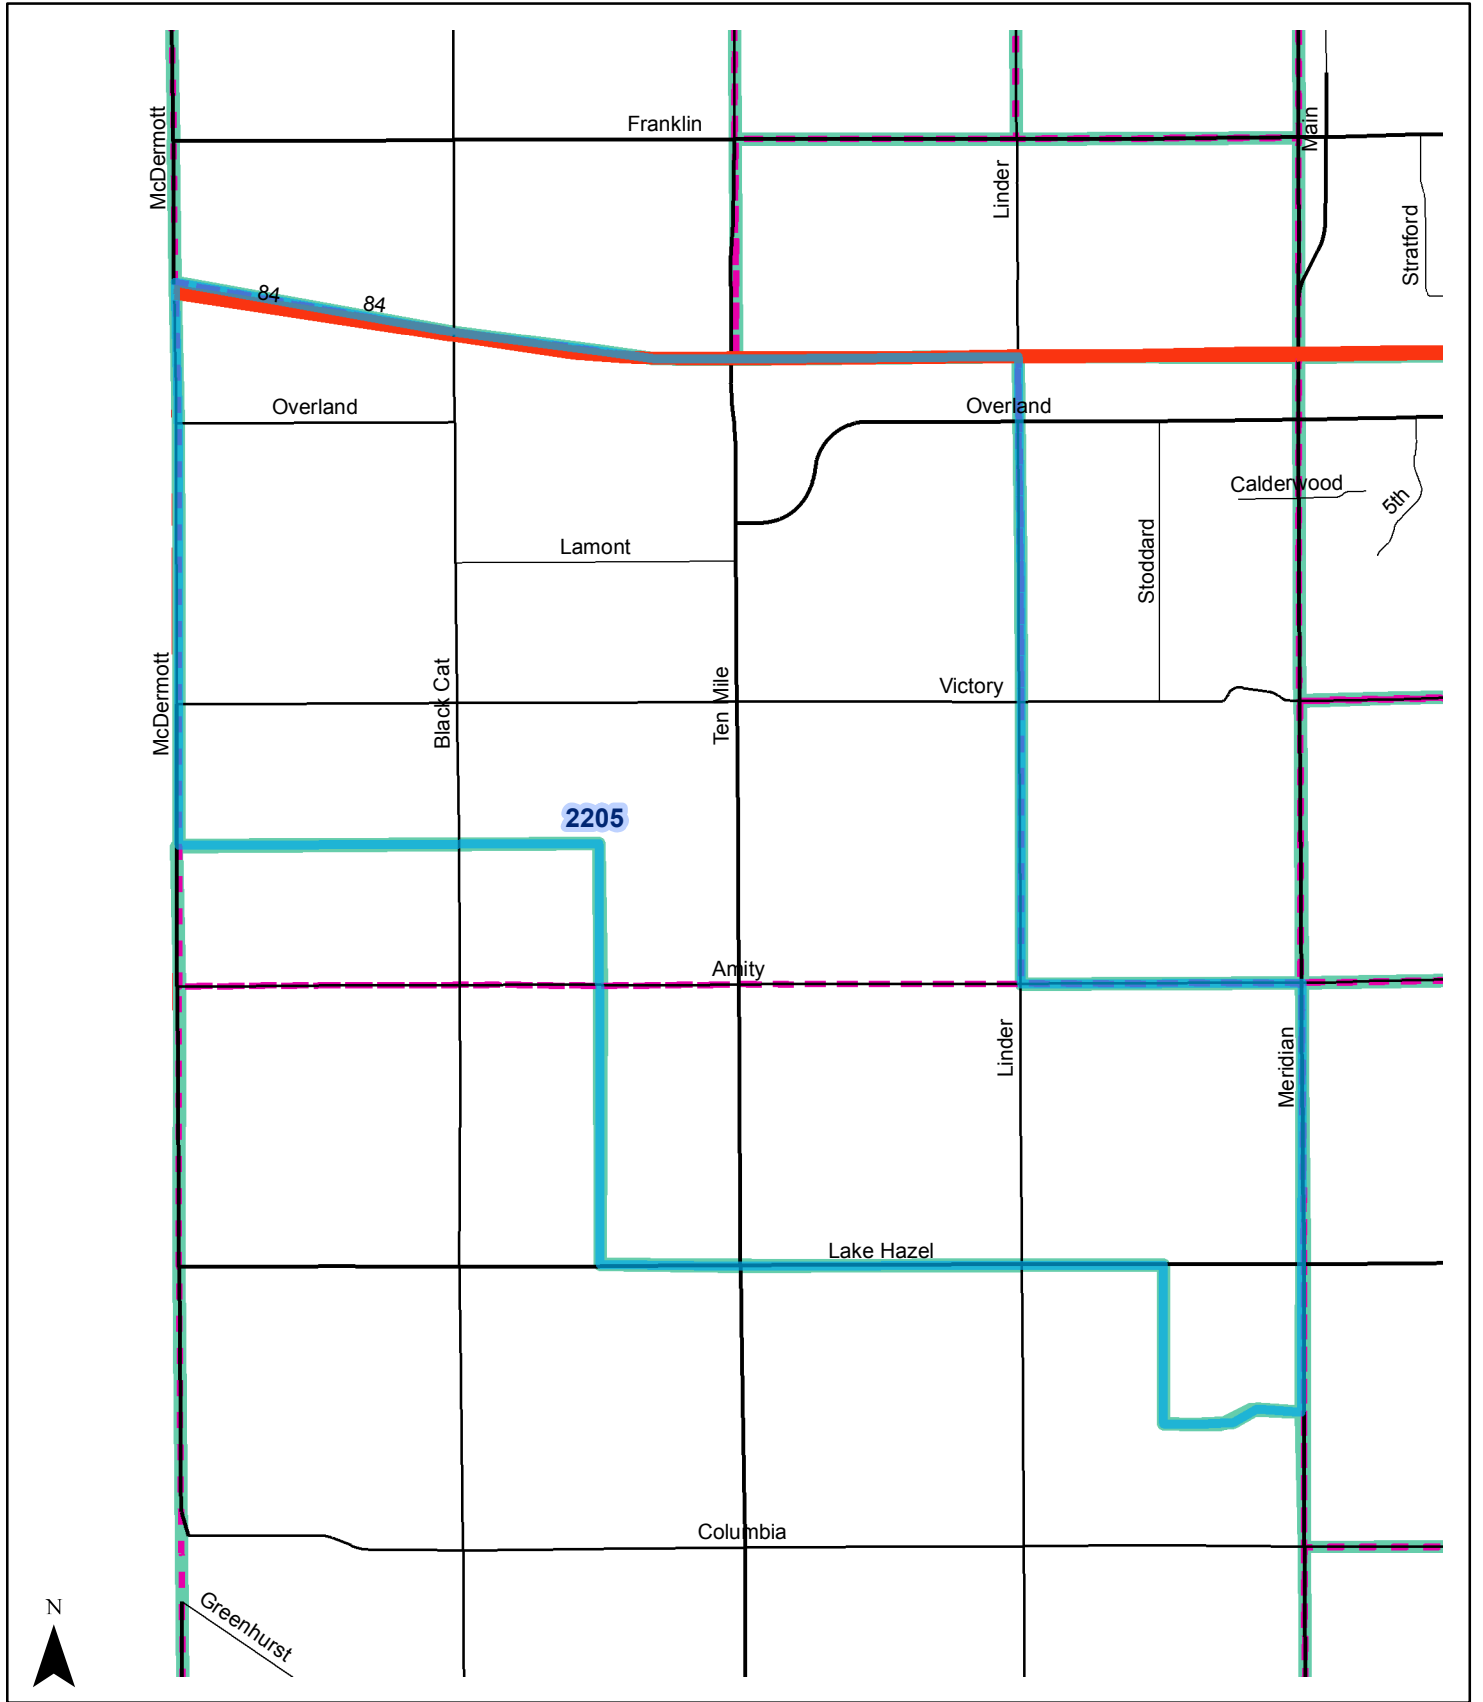 Franklin
McDermott
Main
Linder
Stratford
84
84
Overland
Overland
Calderwood
5th
Lamont
Stoddard
McDermott
Black Cat
Ten Mile
Victory
2205
Amity
Linder
Meridian
Lake Hazel
Columbia
Greenhurst
N